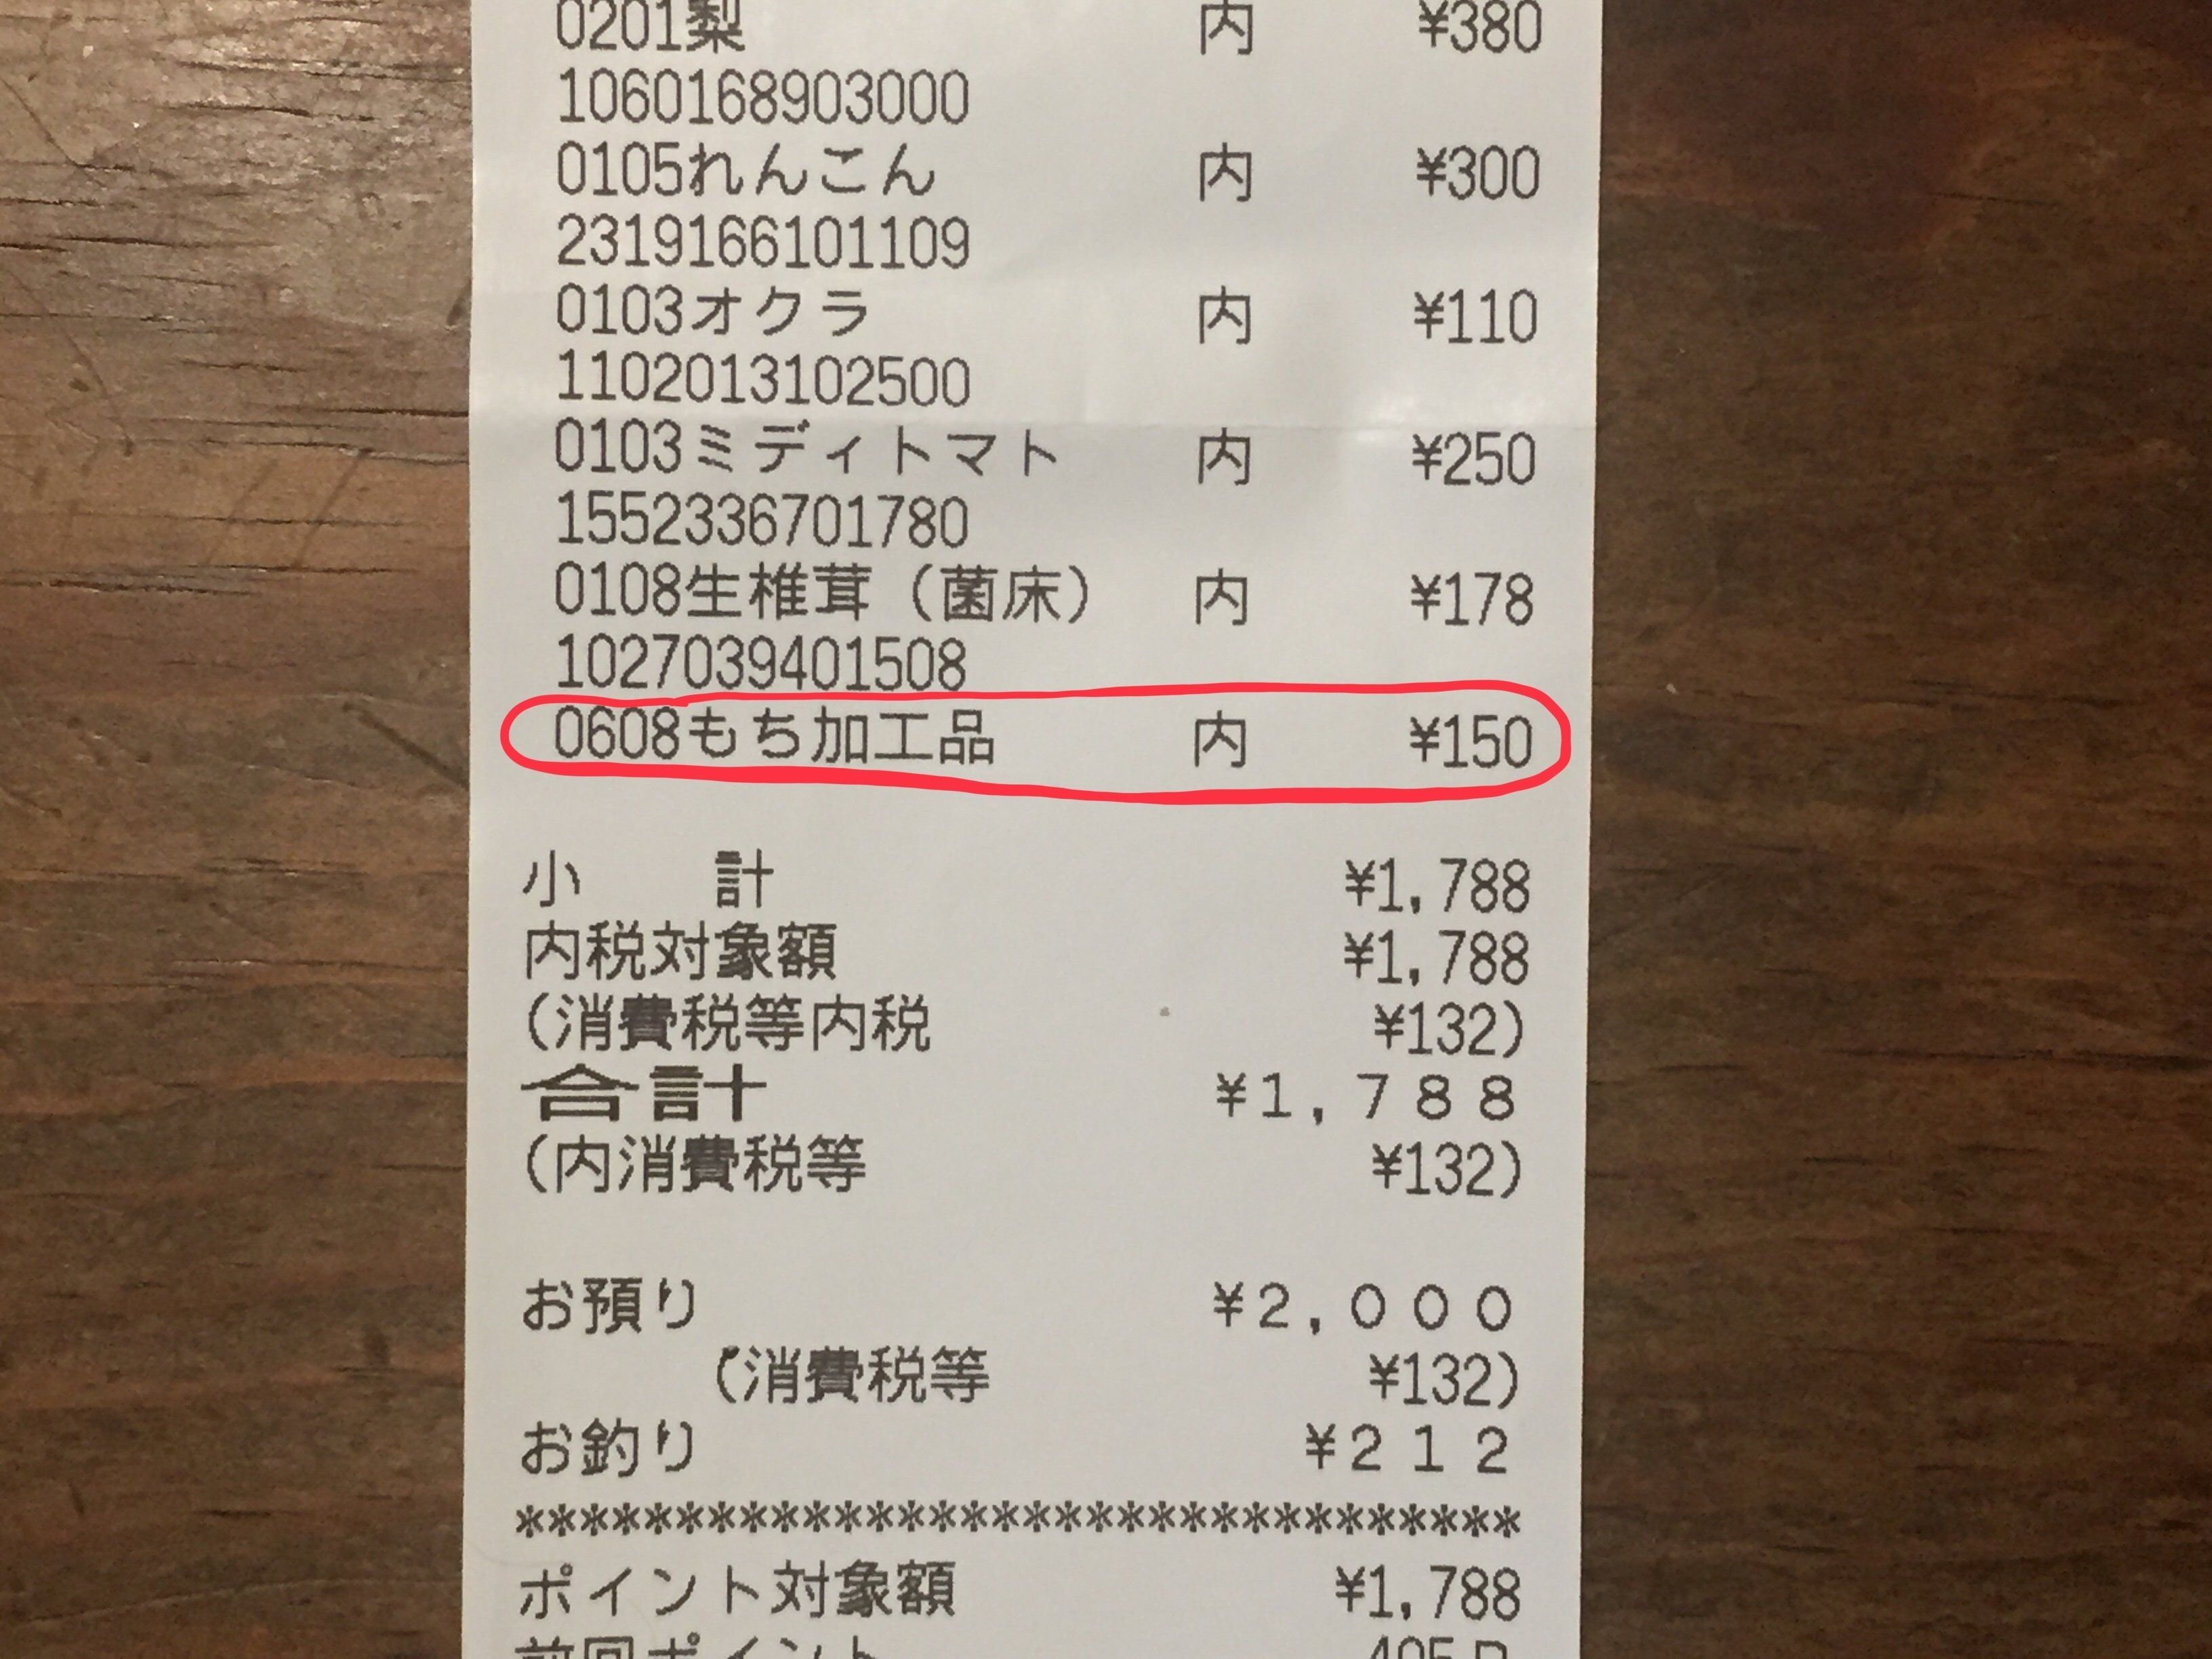 0201梨 内 ¥380
1060168903000
0105れんこん 内 ¥300
2319166101109
0103オクラ 内 ¥110
1102013102500
0103ミディトマト 内 ¥250
1552336701780
0108生椎茸（菌床） 内 ¥178
1027039401508
0608もち加工品 内 ¥150
小 計 ¥1,788
内税対象額 ¥1,788
(消費税等内税 ¥132)
合計 ¥1,788
(内消費税等 ¥132)
お預り ¥2,000
(消費税等 ¥132)
お釣り ¥212
********************************
ポイント対象額 ¥1,788
前回ポイント